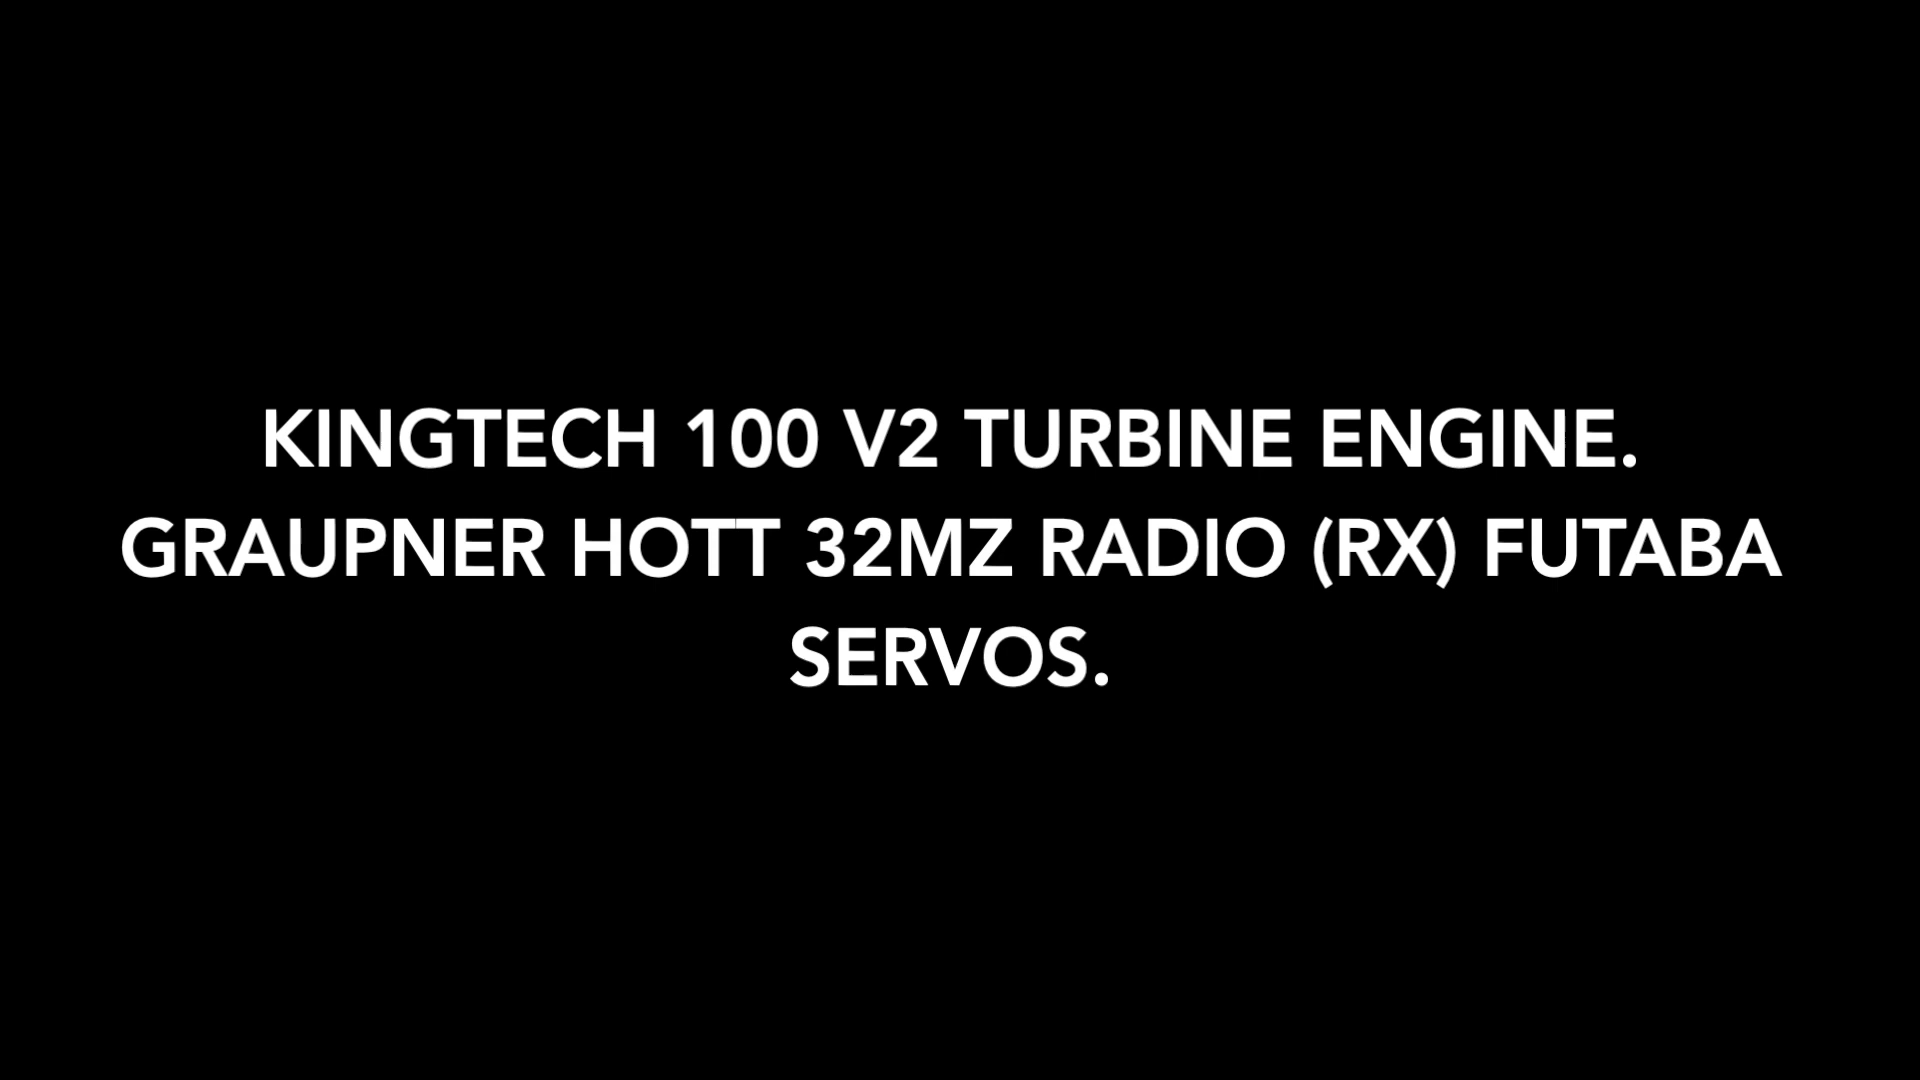 KINGTECH 100 V2 TURBINE ENGINE.
GRAUPNER HOTT 32MZ RADIO (RX) FUTABA
SERVOS.